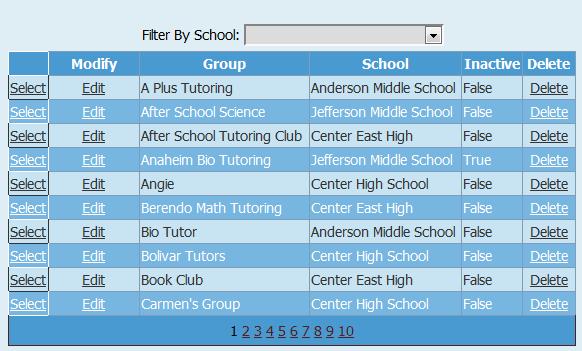 Filter By School:
Modify Group School Inactive Delete
Select Edit A Plus Tutoring Anderson Middle School False Delete
Select Edit After School Science Jefferson Middle School False Delete
Select Edit After School Tutoring Club Center East High False Delete
Select Edit Anaheim Bio Tutoring Jefferson Middle School True Delete
Select Edit Angie Center High School False Delete
Select Edit Berendo Math Tutoring Center East High False Delete
Select Edit Bio Tutor Anderson Middle School False Delete
Select Edit Bolivar Tutors Center High School False Delete
Select Edit Book Club Center East High False Delete
Select Edit Carmen's Group Center High School False Delete
1 2 3 4 5 6 7 8 9 10